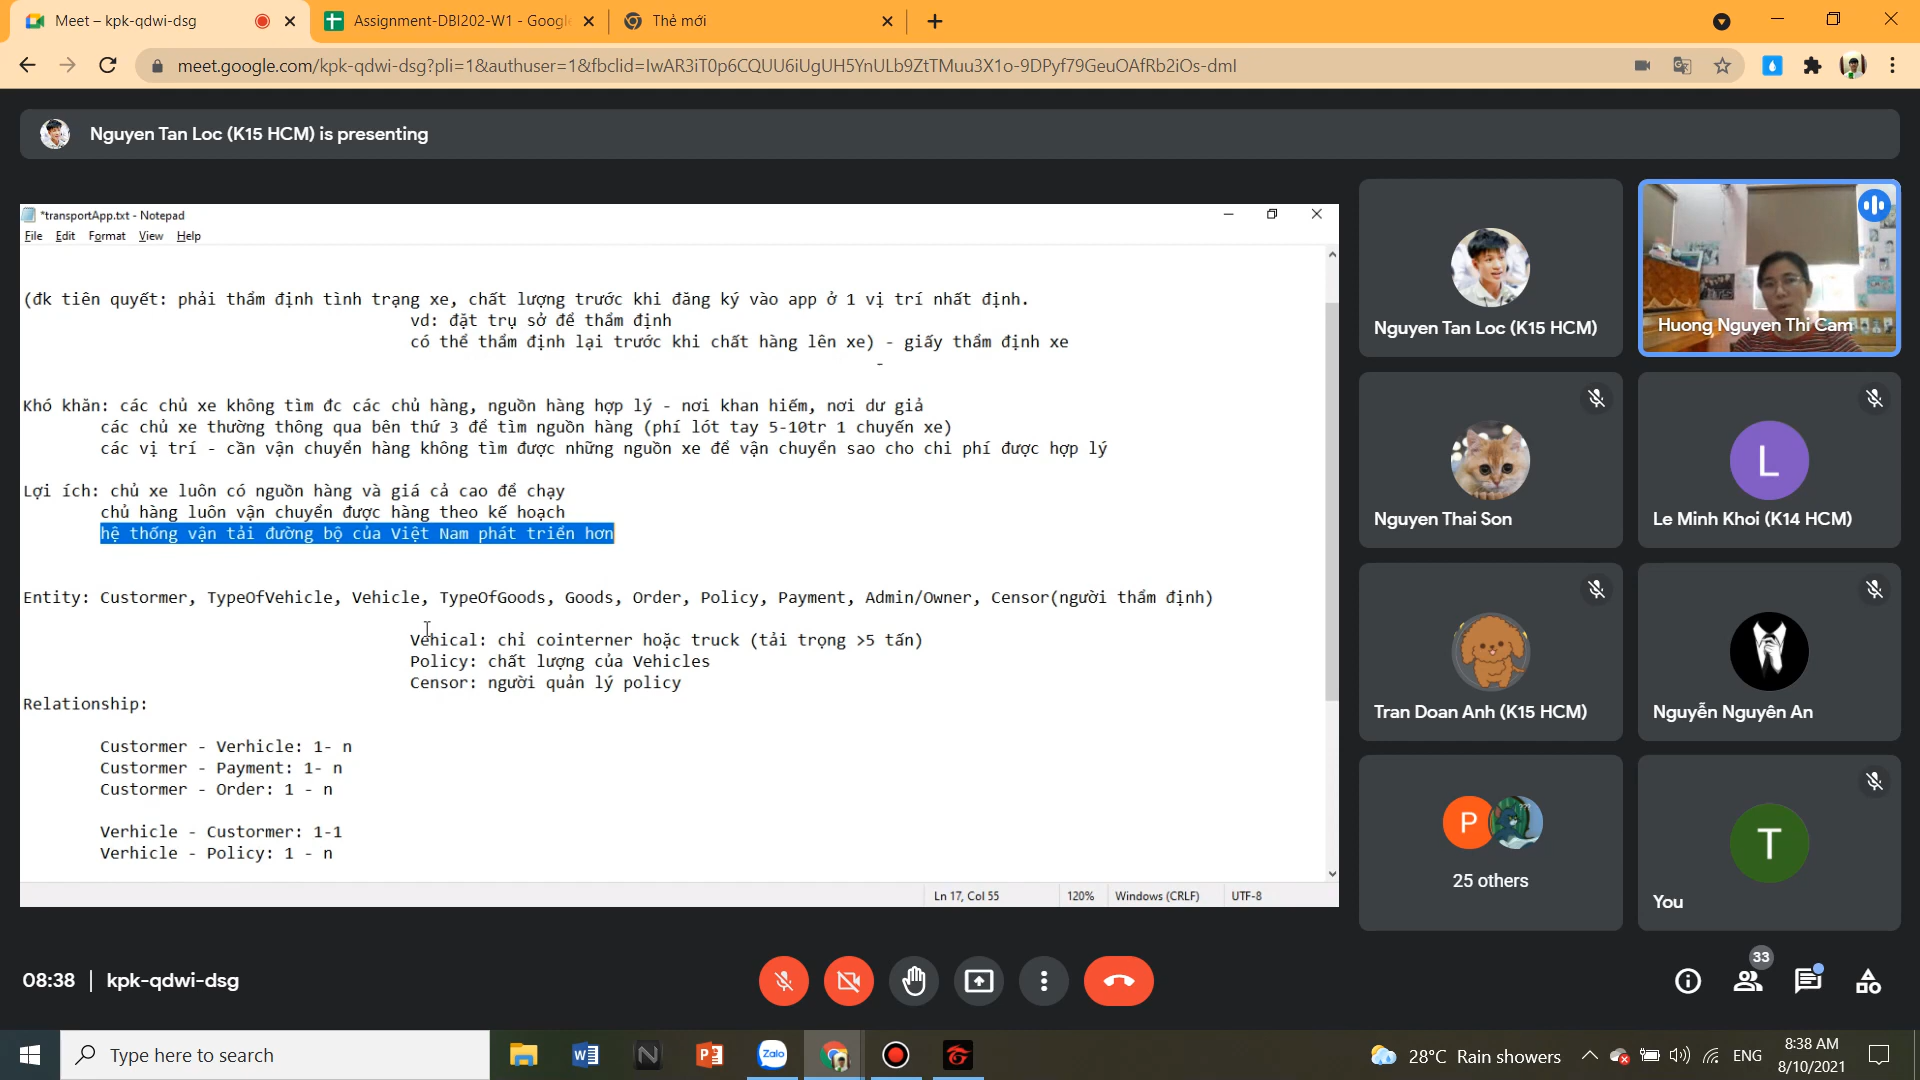 Meet – kpk-qdwi-dsg
Assignment-DBI202-W1 - Googl
Thẻ mới
meet.google.com/kpk-qdwi-dsg?pli=1&authuser=1&fbclid=IwAR3iT0p6CQUU6iUgUH5YnULb9ZtTMuu3X1o-9DPyf79GeuOAfRb2iOs-dmI
Nguyen Tan Loc (K15 HCM) is presenting
*transportApp.txt - Notepad
File Edit Format View Help
(đk tiên quyết: phải thẩm định tình trạng xe, chất lượng trước khi đăng ký vào app ở 1 vị trí nhất định.
vd: đặt trụ sở để thẩm định
có thể thẩm định lại trước khi chất hàng lên xe) - giấy thẩm định xe
-
Khó khăn: các chủ xe không tìm đc các chủ hàng, nguồn hàng hợp lý - nơi khan hiếm, nơi dư giả
các chủ xe thường thông qua bên thứ 3 để tìm nguồn hàng (phí lót tay 5-10tr 1 chuyến xe)
các vị trí - cần vận chuyển hàng không tìm được những nguồn xe để vận chuyển sao cho chi phí được hợp lý
Lợi ích: chủ xe luôn có nguồn hàng và giá cả cao để chạy
chủ hàng luôn vận chuyển được hàng theo kế hoạch
hệ thống vận tải đường bộ của Việt Nam phát triển hơn
Entity: Custormer, TypeOfVehicle, Vehicle, TypeOfGoods, Goods, Order, Policy, Payment, Admin/Owner, Censor(người thẩm định)
Vehical: chỉ cointerner hoặc truck (tải trọng >5 tấn)
Policy: chất lượng của Vehicles
Censor: người quản lý policy
Relationship:
Custormer - Verhicle: 1- n
Custormer - Payment: 1- n
Custormer - Order: 1 - n
Verhicle - Custormer: 1-1
Verhicle - Policy: 1 - n
Ln 17, Col 55
120%
Windows (CRLF)
UTF-8
Nguyen Tan Loc (K15 HCM)
Huong Nguyen Thi Cam
Nguyen Thai Son
L
Le Minh Khoi (K14 HCM)
Tran Doan Anh (K15 HCM)
Nguyễn Nguyên An
P
???
25 others
T
You
08:38 | kpk-qdwi-dsg
33
Type here to search
Zalo
28°C Rain showers
ENG
8:38 AM
8/10/2021